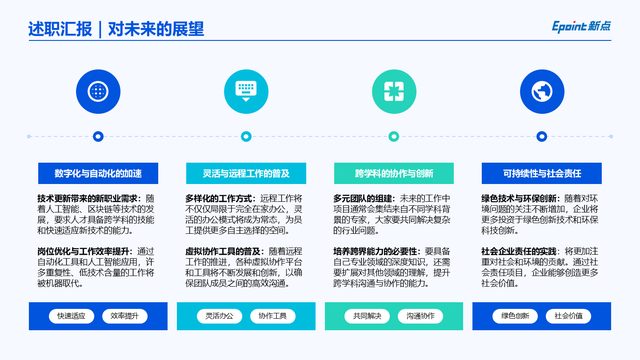 述职汇报｜对未来的展望
Epoint新点
数字化与自动化的加速
技术更新带来的新职业需求：随
着人工智能、区块链等技术的发
展，要求人才具备跨学科的技能
和快速适应新技术的能力。
岗位优化与工作效率提升：通过
自动化工具和人工智能应用，许
多重复性、低技术含量的工作将
被机器取代。
快速适应
效率提升
灵活与远程工作的普及
多样化的工作方式：远程工作将
不仅仅局限于完全在家办公，灵
活的办公模式将成为常态，为员
工提供更多自主选择的空间。
虚拟协作工具的普及：随着远程
工作的推进，各种虚拟协作平台
和工具将不断发展和创新，以确
保团队成员之间的高效沟通。
灵活办公
协作工具
跨学科的协作与创新
多元团队的组建：未来的工作中
项目通常会集结来自不同学科背
景的专家，大家要共同解决复杂
的行业问题。
培养跨界能力的必要性：要具备
自己专业领域的深度知识，还需
要扩展对其他领域的理解，提升
跨学科沟通与协作的能力。
共同解决
沟通协作
可持续性与社会责任
绿色技术与环保创新：随着对环
境问题的关注不断增加，企业将
更多投资于绿色创新技术和环保
科技创新。
社会企业责任的实践：将更加注
重对社会和环境的贡献。通过社
会责任项目，企业能够创造更多
社会价值。
绿色创新
社会价值